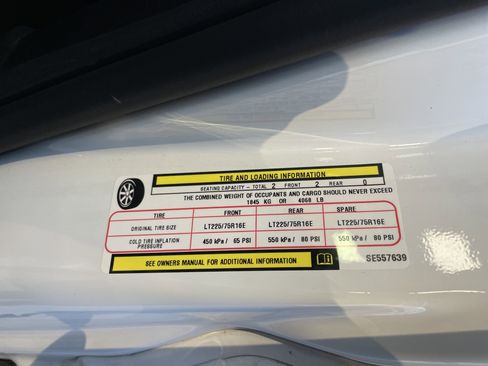 TIRE AND LOADING INFORMATION
SEATING CAPACITY - TOTAL 2 FRONT 2 REAR 0
THE COMBINED WEIGHT OF OCCUPANTS AND CARGO SHOULD NEVER EXCEED
1845 KG OR 4068 LB
TIRE FRONT REAR SPARE
ORIGINAL TIRE SIZE LT225/75R16E LT225/75R16E LT225/75R16E
COLD TIRE INFLATION PRESSURE 450 kPa / 65 PSI 550 kPa / 80 PSI 550 kPa / 80 PSI
SEE OWNERS MANUAL FOR ADDITIONAL INFORMATION
SE557639